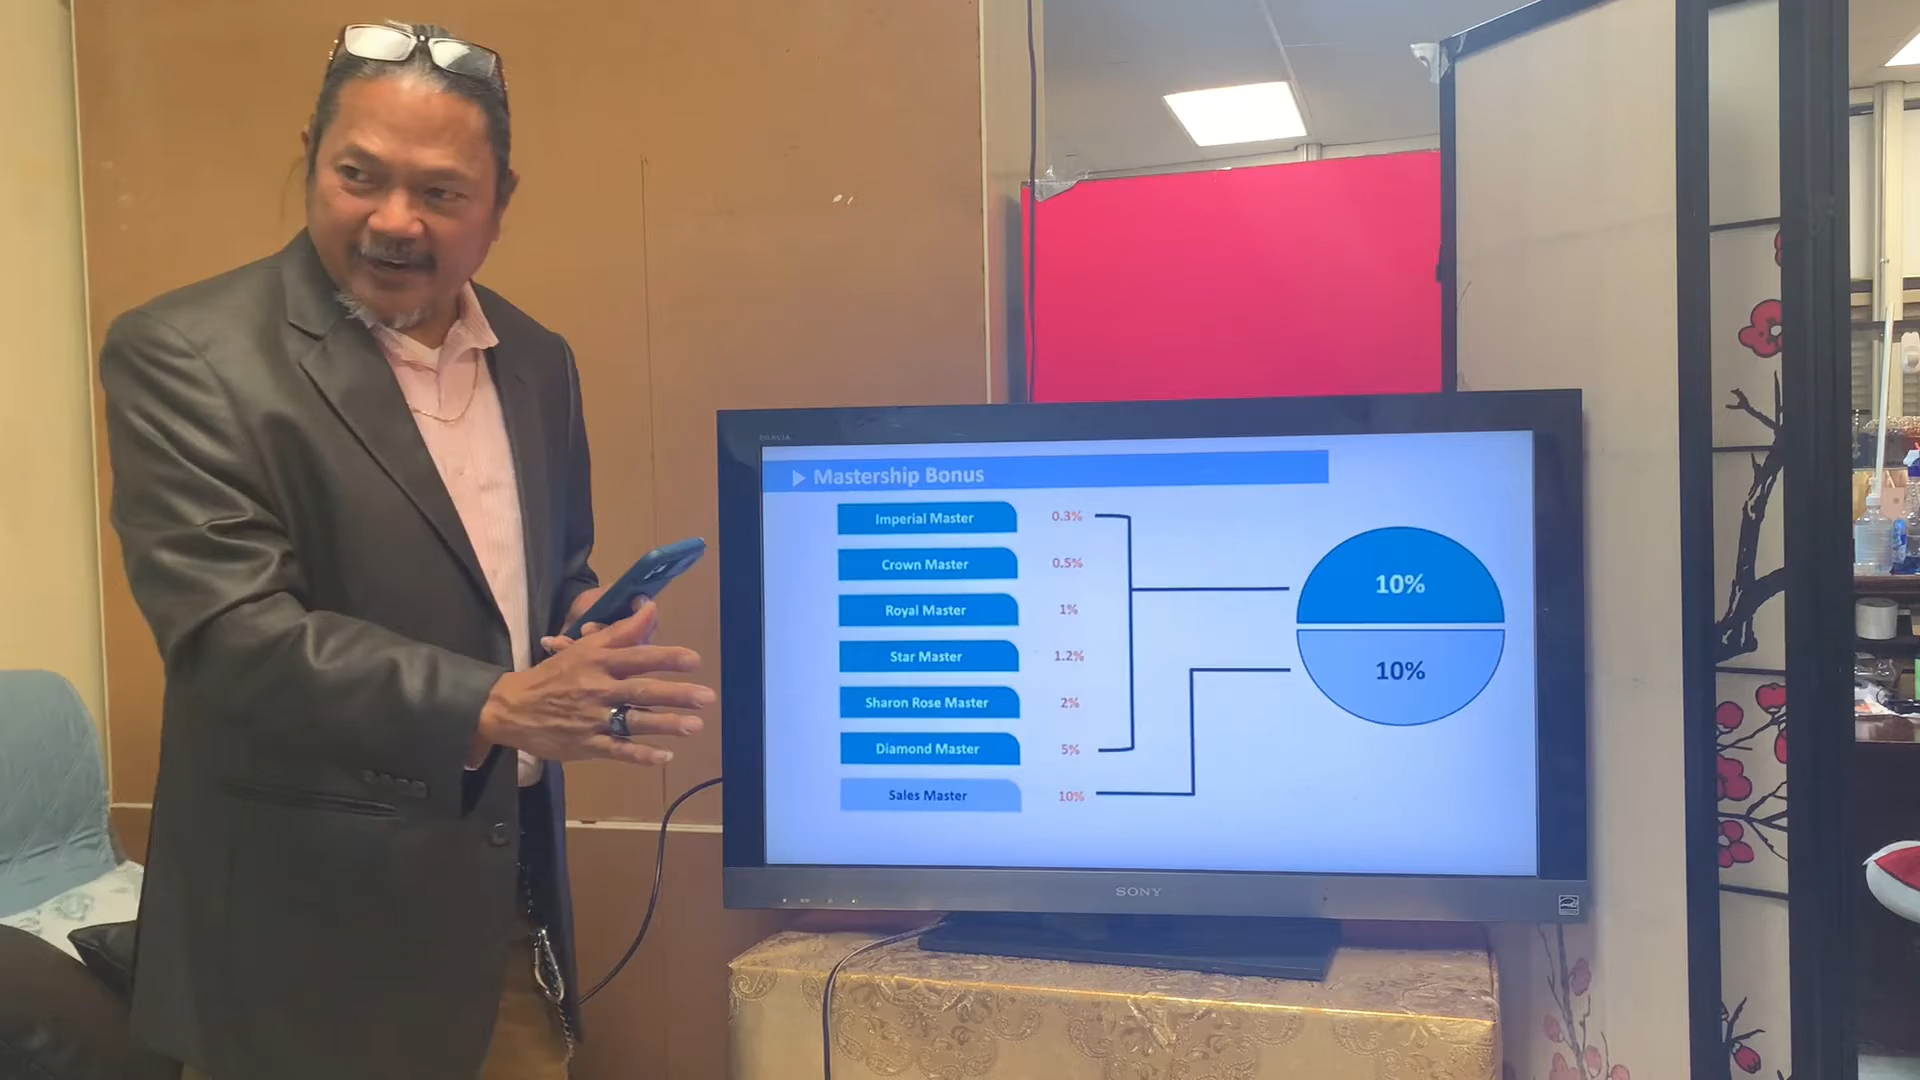 BRAVIA
Mastership Bonus
Imperial Master 0.3%
Crown Master 0.5%
Royal Master 1%
Star Master 1.2%
Sharon Rose Master 2%
Diamond Master 5%
Sales Master 10%
10%
10%
SONY